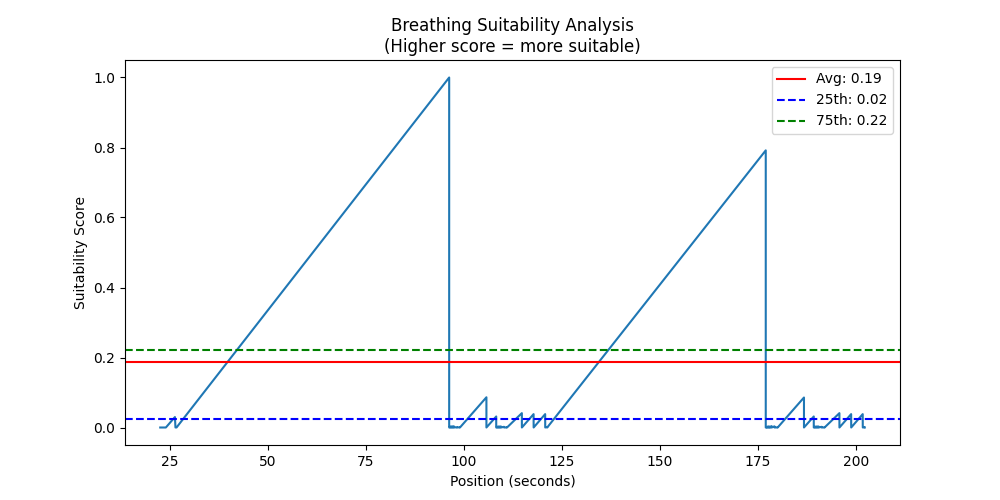 Breathing Suitability Analysis
(Higher score = more suitable)
Avg: 0.19
25th: 0.02
75th: 0.22
Suitability Score
1.0
0.8
0.6
0.4
0.2
0.0
25
50
75
100
125
150
175
200
Position (seconds)